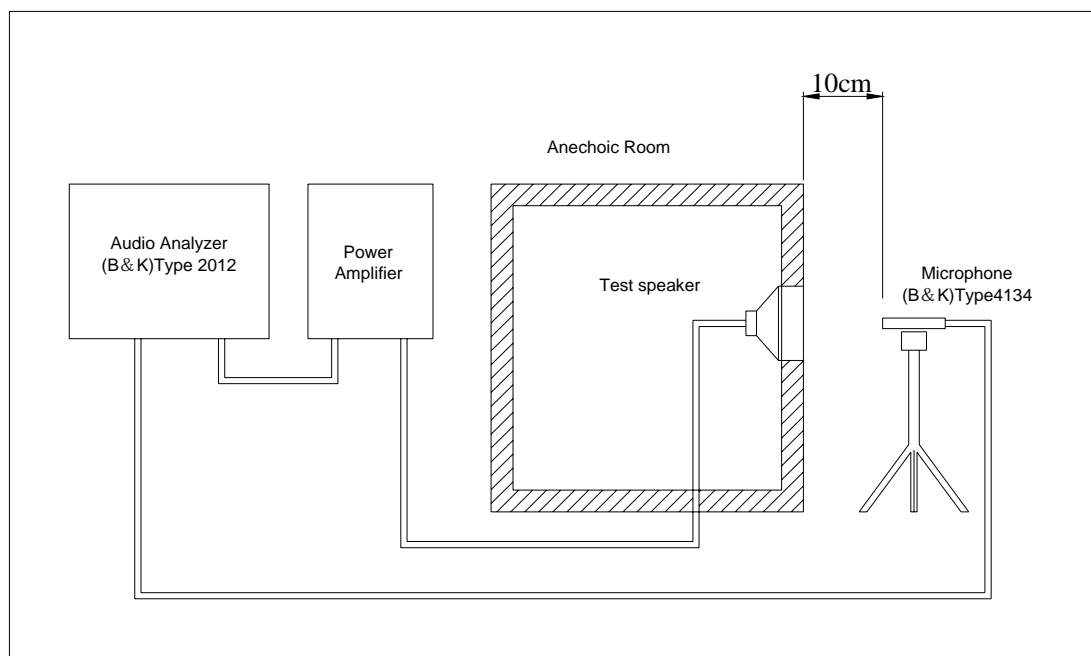 10cm
Anechoic Room
Audio Analyzer
(B&K)Type 2012
Power
Amplifier
Test speaker
Microphone
(B&K)Type4134